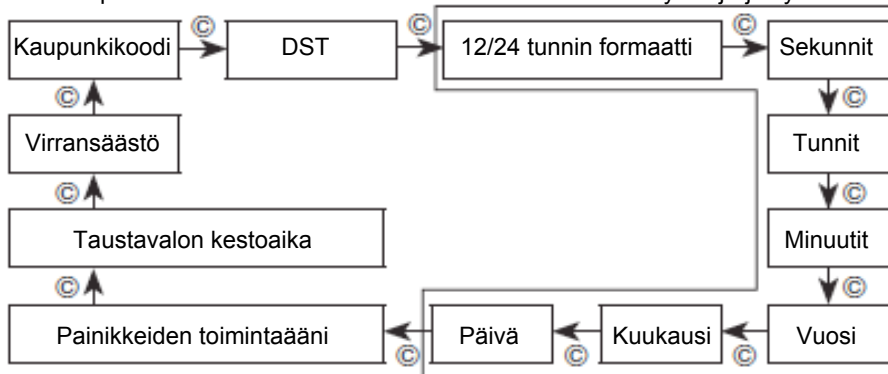 Kaupunkikoodi © DST © 12/24 tunnin formaatti © Sekunnit
© ©
Virransäästö Tunnit
© ©
Taustavalon kestoaika Minuutit
© ©
Painikkeiden toimintaääni © Päivä © Kuukausi © Vuosi